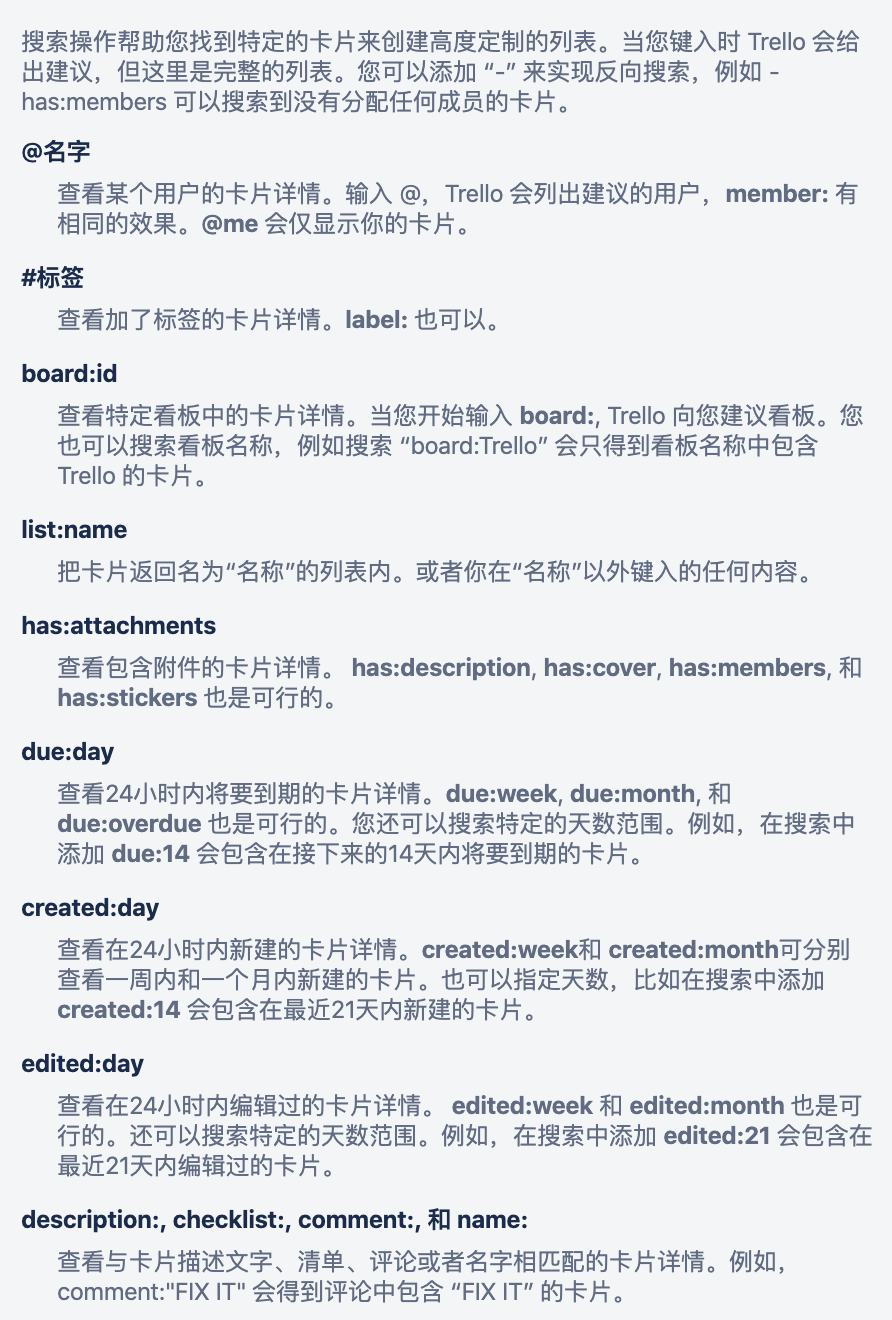 搜索操作帮助您找到特定的卡片来创建高度定制的列表。当您键入时 Trello 会给
出建议，但这里是完整的列表。您可以添加 “-” 来实现反向搜索，例如 -
has:members 可以搜索到没有分配任何成员的卡片。
@名字
查看某个用户的卡片详情。输入 @，Trello 会列出建议的用户，member: 有
相同的效果。@me 会仅显示你的卡片。
#标签
查看加了标签的卡片详情。label: 也可以。
board:id
查看特定看板中的卡片详情。当您开始输入 board:, Trello 向您建议看板。您
也可以搜索看板名称，例如搜索 “board:Trello” 会只得到看板名称中包含
Trello 的卡片。
list:name
把卡片返回名为“名称”的列表内。或者你在“名称”以外键入的任何内容。
has:attachments
查看包含附件的卡片详情。 has:description, has:cover, has:members, 和
has:stickers 也是可行的。
due:day
查看24小时内将要到期的卡片详情。due:week, due:month, 和
due:overdue 也是可行的。您还可以搜索特定的天数范围。例如，在搜索中
添加 due:14 会包含在接下来的14天内将要到期的卡片。
created:day
查看在24小时内新建的卡片详情。created:week和 created:month可分别
查看一周内和一个月内新建的卡片。也可以指定天数，比如在搜索中添加
created:14 会包含在最近21天内新建的卡片。
edited:day
查看在24小时内编辑过的卡片详情。 edited:week 和 edited:month 也是可
行的。还可以搜索特定的天数范围。例如，在搜索中添加 edited:21 会包含在
最近21天内编辑过的卡片。
description:, checklist:, comment:, 和 name:
查看与卡片描述文字、清单、评论或者名字相匹配的卡片详情。例如，
comment:"FIX IT" 会得到评论中包含 “FIX IT” 的卡片。